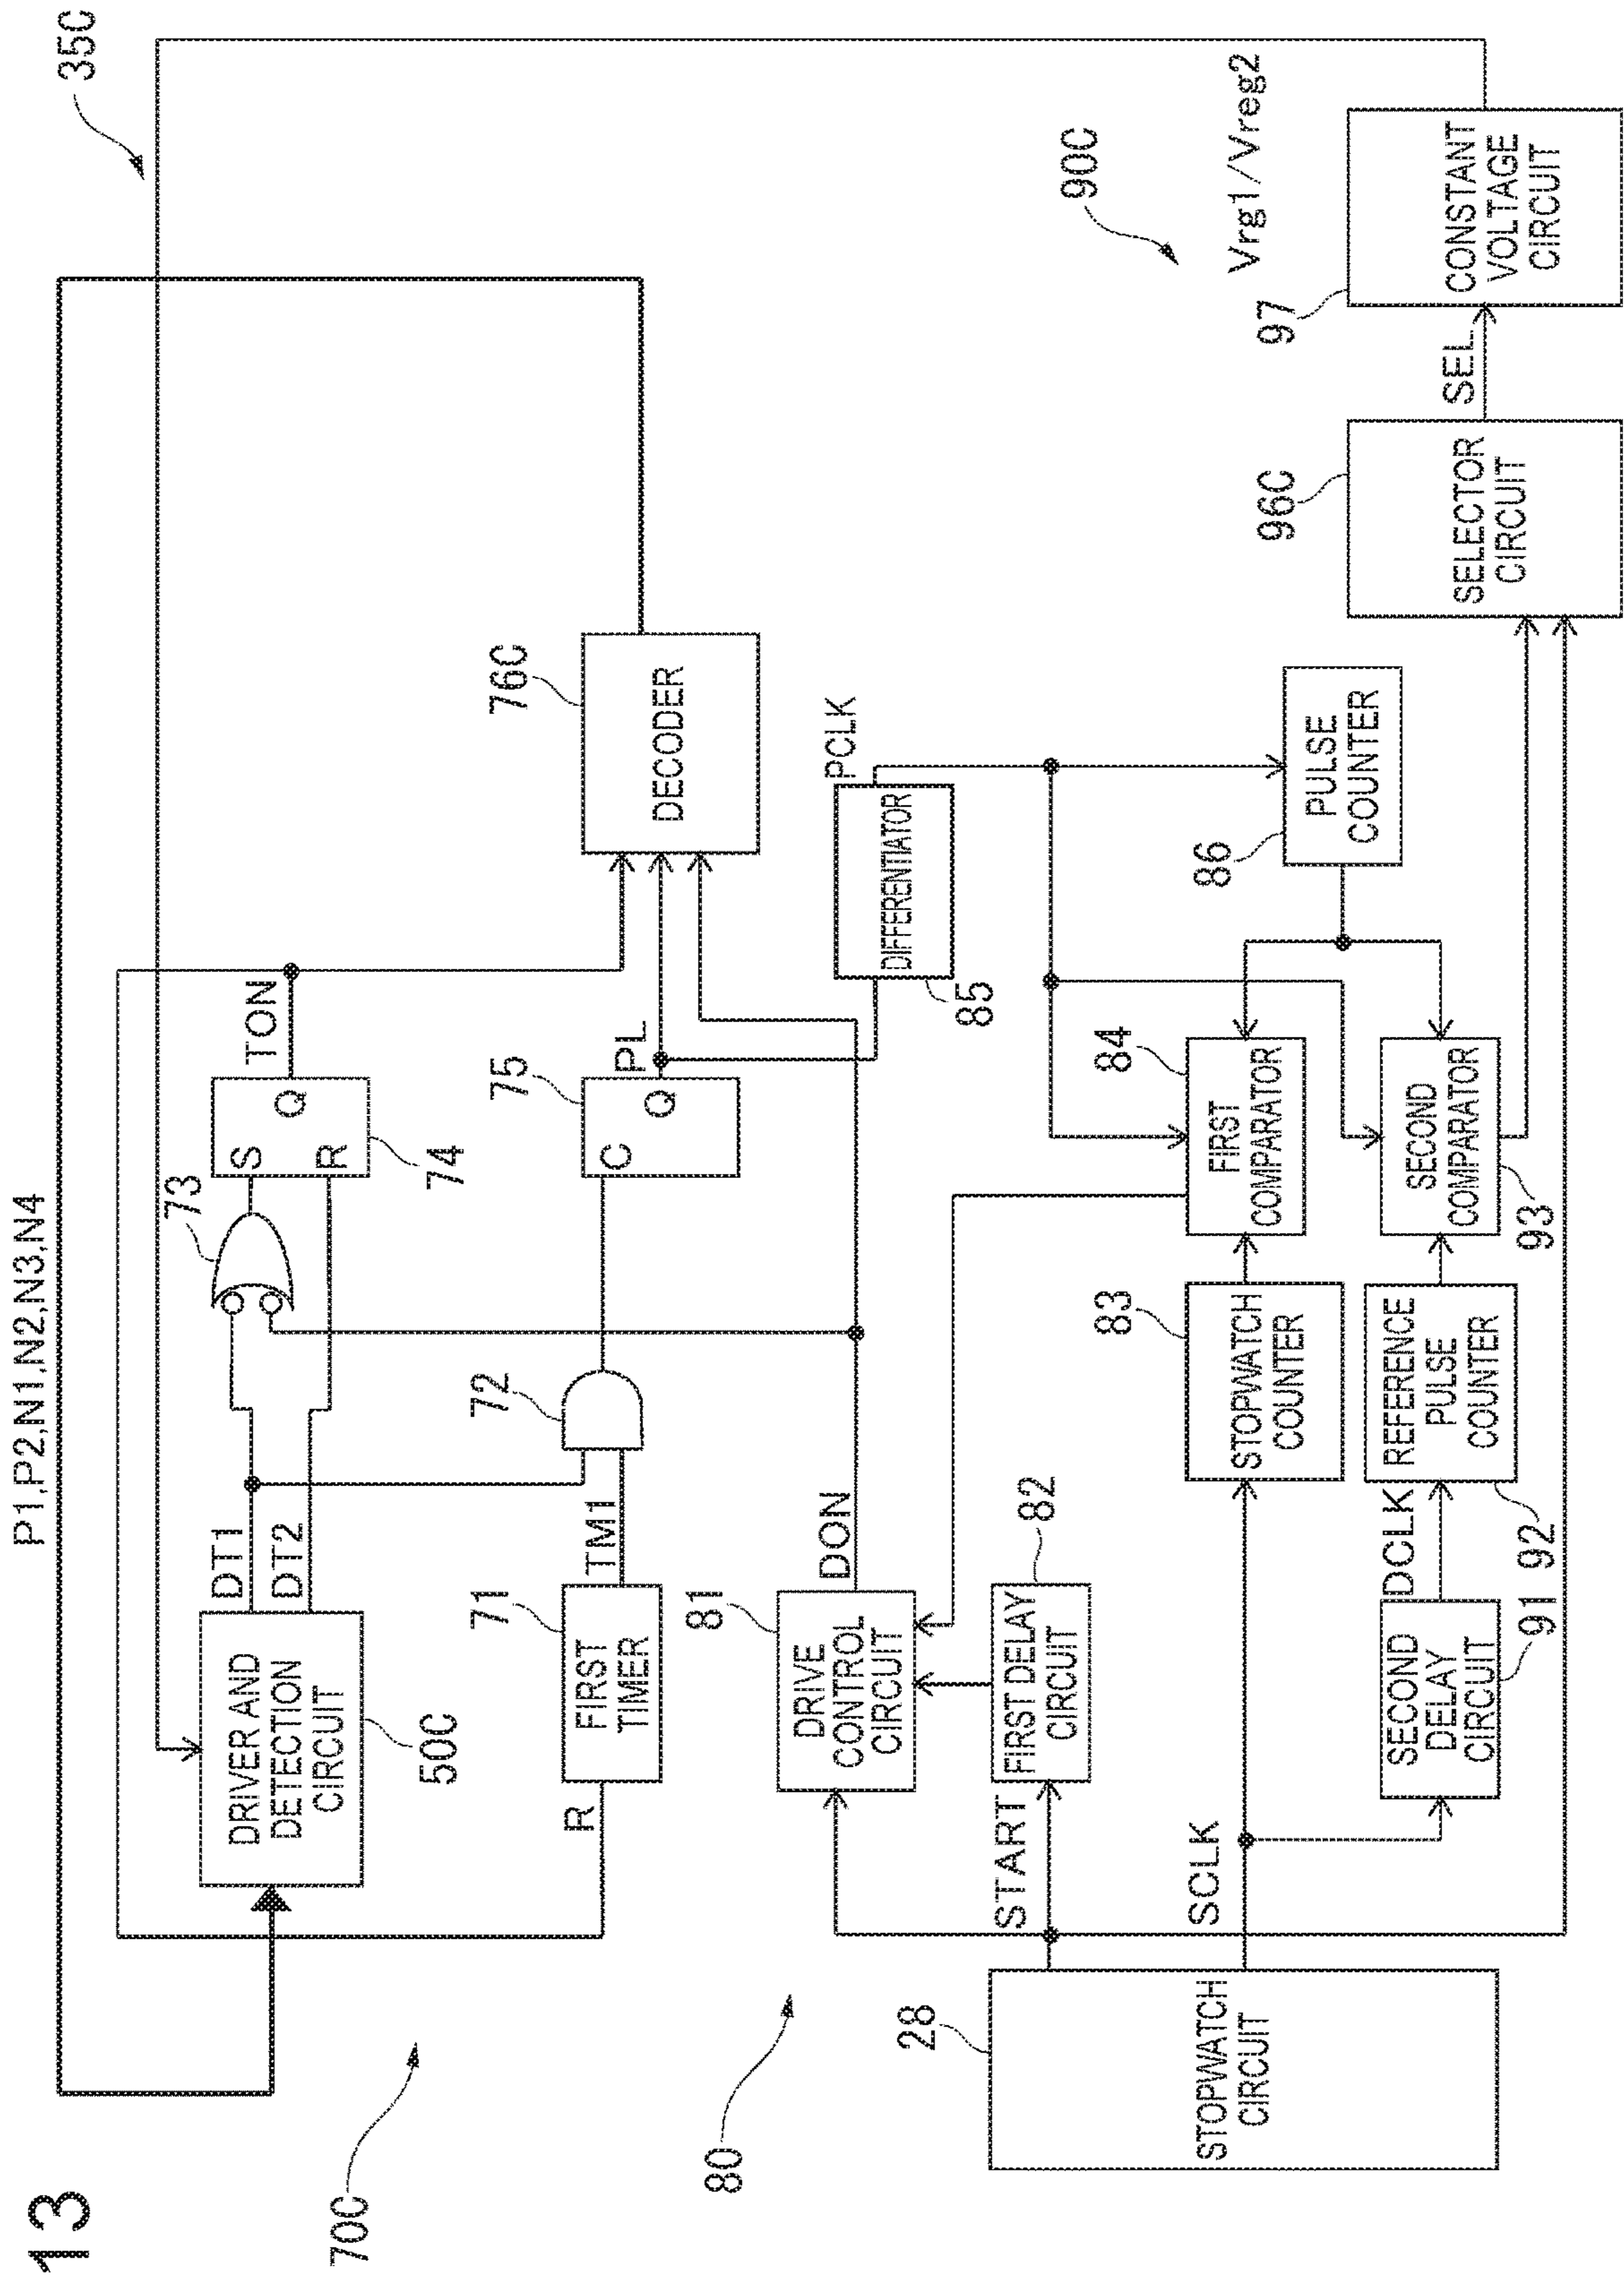 13
P1,P2,N1,N2,N3,N4
35C
70C
DRIVER AND
DETECTION
CIRCUIT
50C
DT1
DT2
73
S
R
Q
74
TON
R
FIRST
TIMER
71
TM1
72
C
Q
75
PL
DECODER
76C
80
DRIVE
CONTROL
CIRCUIT
81
DON
DIFFERENTIATOR
85
PCLK
START
FIRST DELAY
CIRCUIT
82
28
STOPWATCH
CIRCUIT
SCLK
STOPWATCH
COUNTER
83
FIRST
COMPARATOR
84
PULSE
COUNTER
86
SECOND
DELAY
CIRCUIT
91
DCLK
REFERENCE
PULSE
COUNTER
92
SECOND
COMPARATOR
93
SELECTOR
CIRCUIT
96C
SEL
CONSTANT
VOLTAGE
CIRCUIT
97
90C
Vrg1/Vreg2